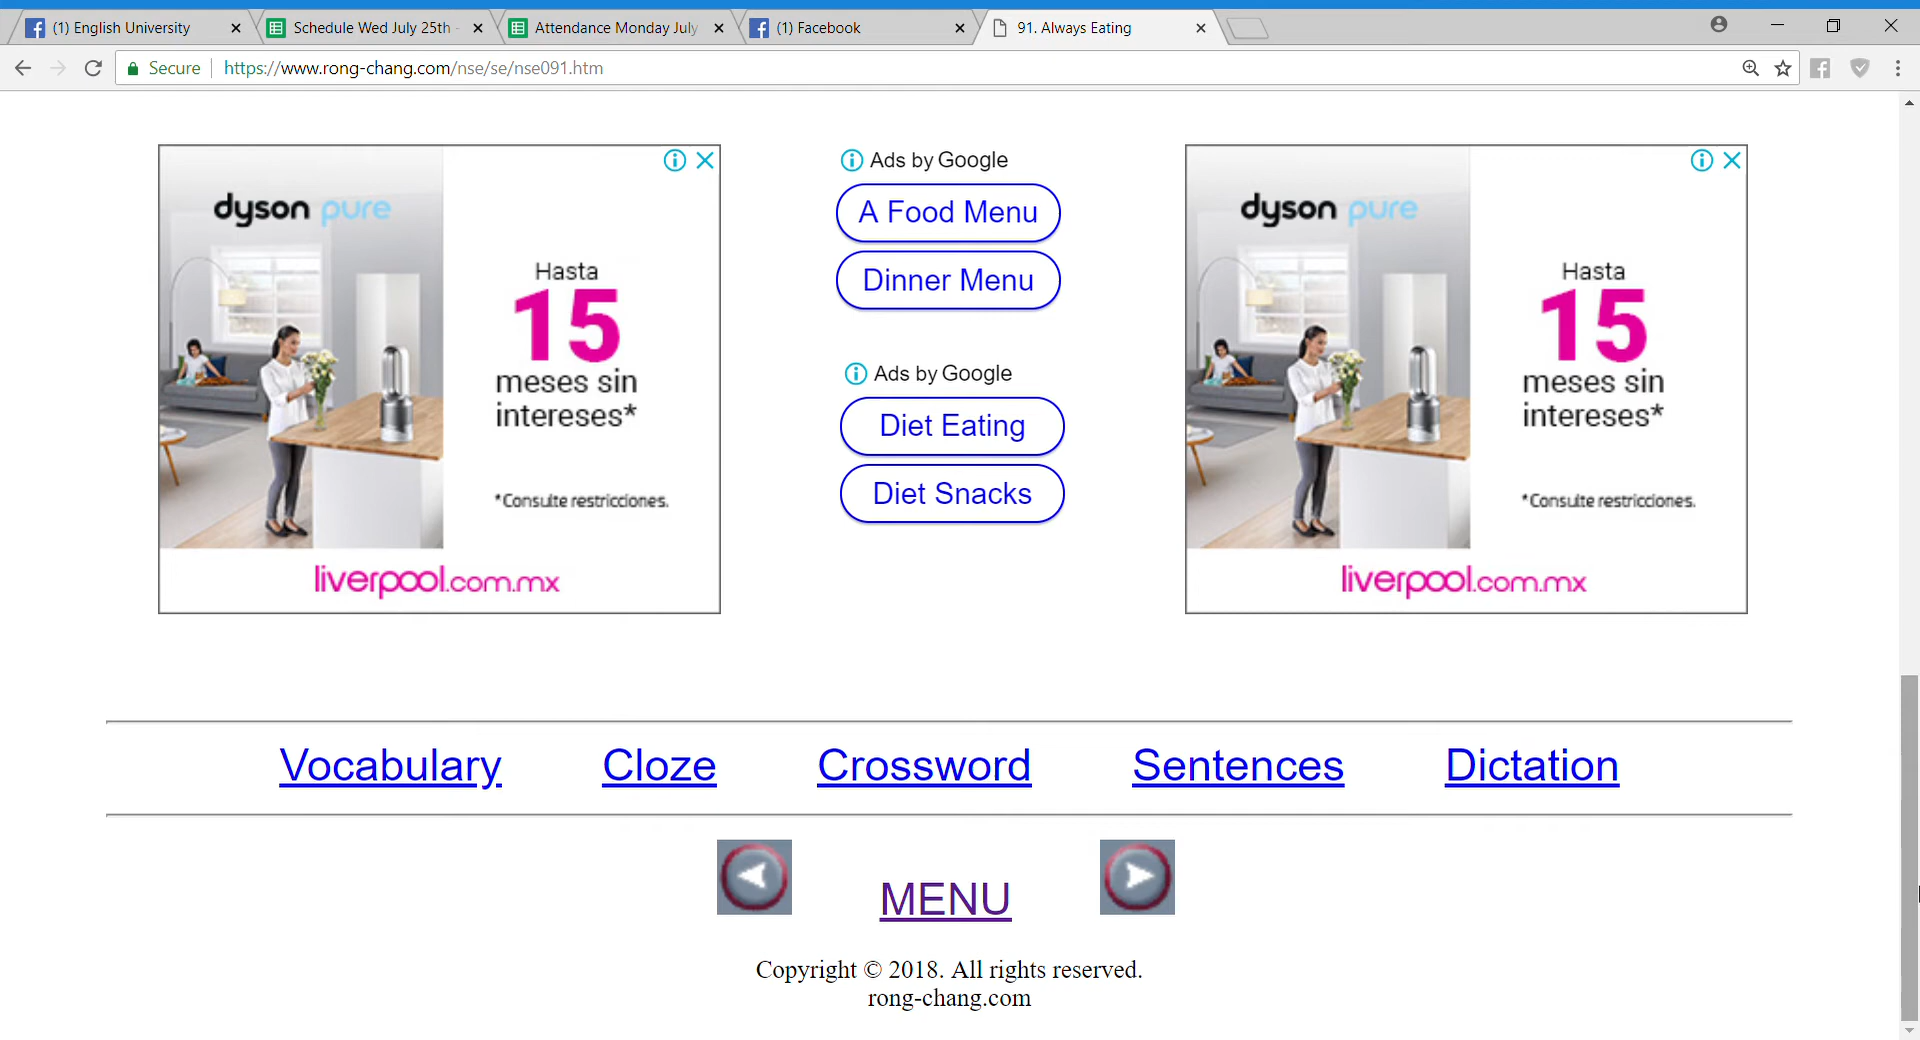 (1) English University
Schedule Wed July 25th -
Attendance Monday July
(1) Facebook
91. Always Eating
Secure
https://www.rong-chang.com/nse/se/nse091.htm
dyson pure
Hasta
15
meses sin
intereses*
*Consulte restricciones.
liverpool.com.mx
Ads by Google
A Food Menu
Dinner Menu
Ads by Google
Diet Eating
Diet Snacks
dyson pure
Hasta
15
meses sin
intereses*
*Consulte restricciones.
liverpool.com.mx
Vocabulary Cloze Crossword Sentences Dictation
MENU
Copyright © 2018. All rights reserved.
rong-chang.com